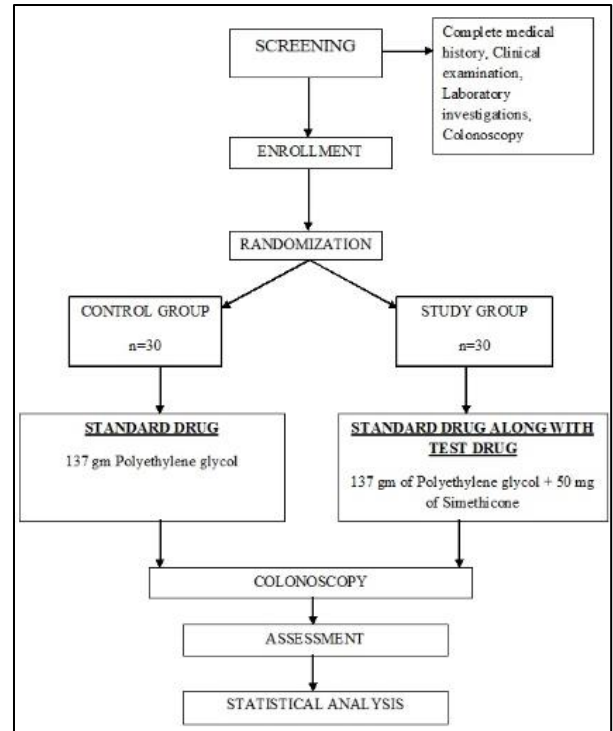 SCREENING
Complete medical
history, Clinical
examination,
Laboratory
investigations,
Colonoscopy
ENROLLMENT
RANDOMIZATION
CONTROL GROUP
n=30
STUDY GROUP
n=30
STANDARD DRUG
137 gm Polyethylene glycol
STANDARD DRUG ALONG WITH
TEST DRUG
137 gm of Polyethylene glycol + 50 mg
of Simethicone
COLONOSCOPY
ASSESSMENT
STATISTICAL ANALYSIS